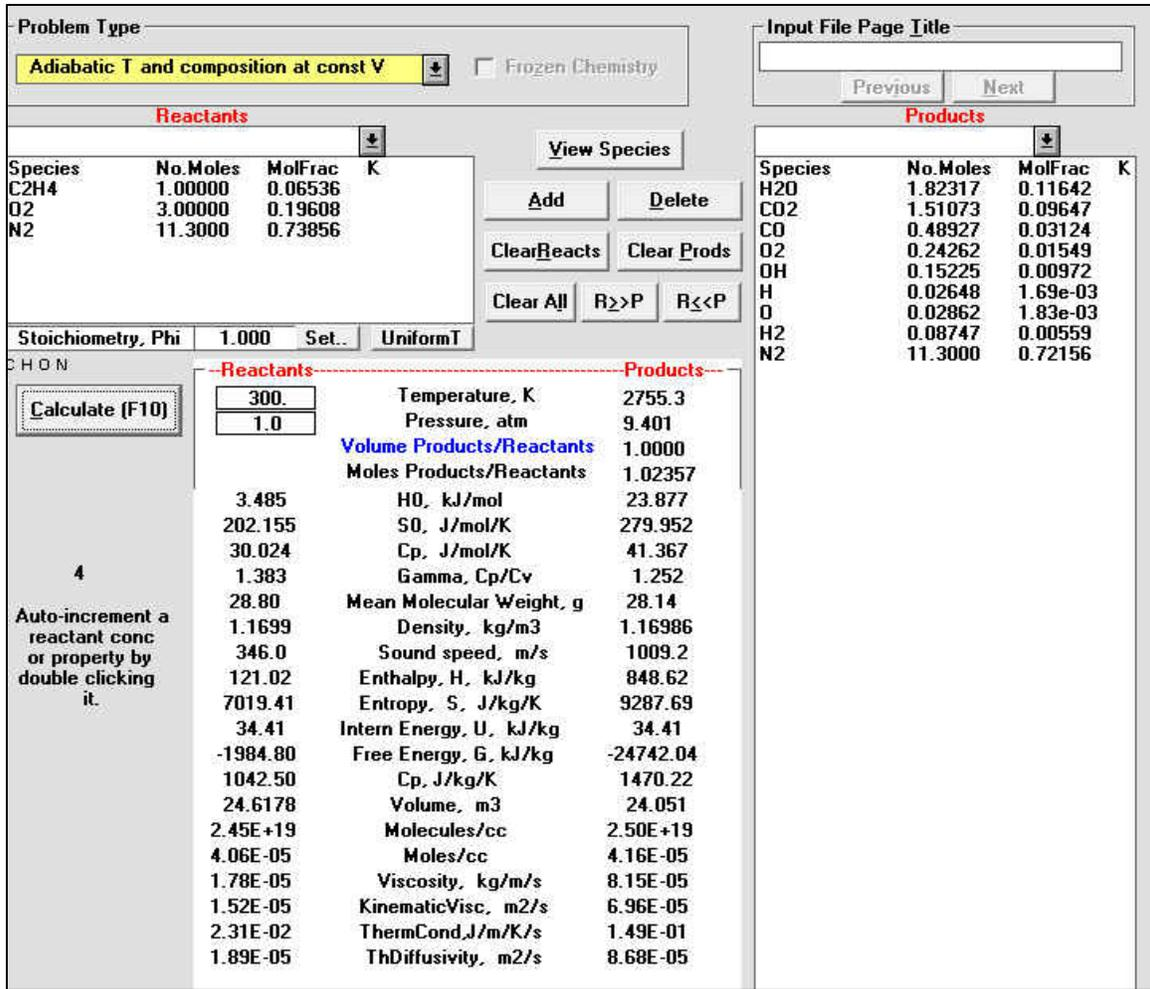 Problem Type
Adiabatic T and composition at const V
Frozen Chemistry
Input File Page Title
Previous Next
Reactants
Species No.Moles MolFrac K
C2H4 1.00000 0.06536
O2 3.00000 0.19608
N2 11.3000 0.73856
View Species
Add Delete
ClearReacts Clear Prods
Clear All R>>P R<<P
Products
Species No.Moles MolFrac K
H2O 1.82317 0.11642
CO2 1.51073 0.09647
CO 0.48927 0.03124
O2 0.24262 0.01549
OH 0.15225 0.00972
H 0.02648 1.69e-03
O 0.02862 1.83e-03
H2 0.08747 0.00559
N2 11.3000 0.72156
Stoichiometry, Phi 1.000 Set.. UniformT
C H O N
Calculate (F10)
4
Auto-increment a
reactant conc
or property by
double clicking
it.
--Reactants-- --Products--
300. Temperature, K 2755.3
1.0 Pressure, atm 9.401
Volume Products/Reactants 1.0000
Moles Products/Reactants 1.02357
3.485 H0, kJ/mol 23.877
202.155 S0, J/mol/K 279.952
30.024 Cp, J/mol/K 41.367
1.383 Gamma, Cp/Cv 1.252
28.80 Mean Molecular Weight, g 28.14
1.1699 Density, kg/m3 1.16986
346.0 Sound speed, m/s 1009.2
121.02 Enthalpy, H, kJ/kg 848.62
7019.41 Entropy, S, J/kg/K 9287.69
34.41 Intern Energy, U, kJ/kg 34.41
-1984.80 Free Energy, G, kJ/kg -24742.04
1042.50 Cp, J/kg/K 1470.22
24.6178 Volume, m3 24.051
2.45E+19 Molecules/cc 2.50E+19
4.06E-05 Moles/cc 4.16E-05
1.78E-05 Viscosity, kg/m/s 8.15E-05
1.52E-05 KinematicVisc, m2/s 6.96E-05
2.31E-02 ThermCond,J/m/K/s 1.49E-01
1.89E-05 ThDiffusivity, m2/s 8.68E-05